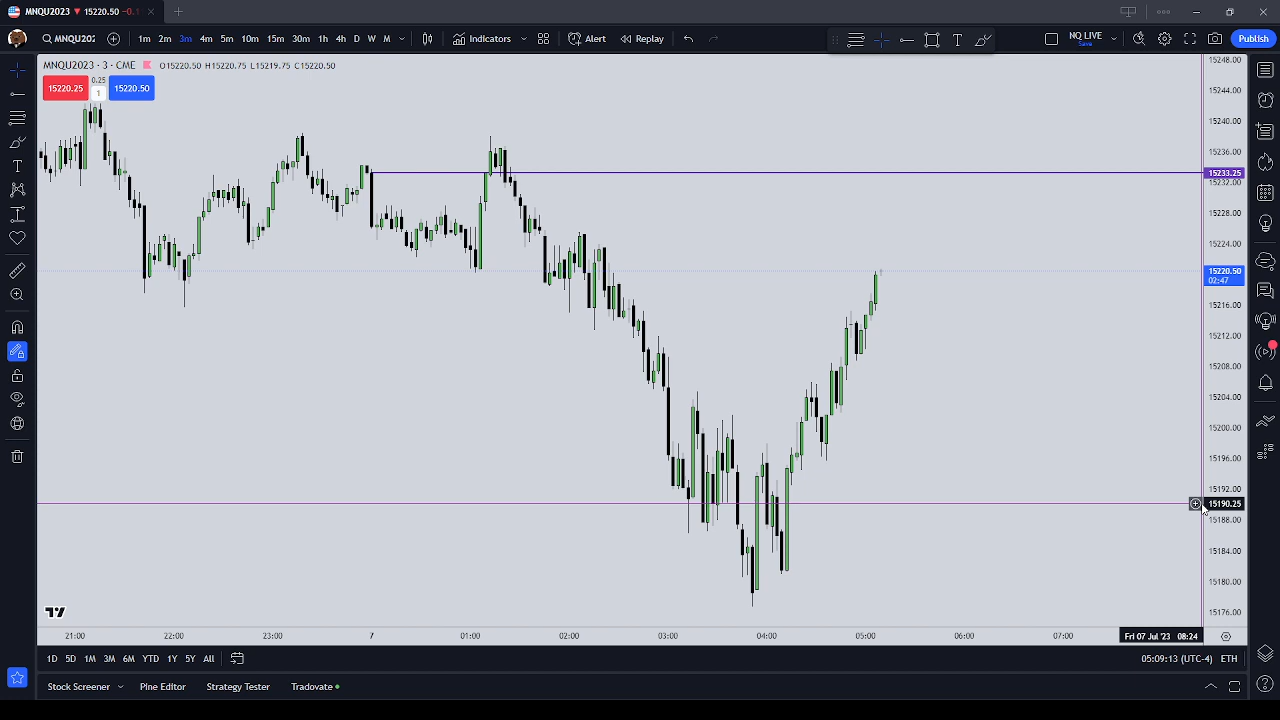 MNQU2023 ▼ 15220.50 −0.1
MNQU202
1m 2m 3m 4m 5m 10m 15m 30m 1h 4h D W M
Indicators
Alert
Replay
NQ LIVE
Save
Publish
MNQU2023 · 3 · CME
O15220.50 H15220.75 L15219.75 C15220.50
15220.25
0.25
1
15220.50
15248.00
15244.00
15240.00
15236.00
15233.25
15232.00
15228.00
15224.00
15220.50
02:47
15216.00
15212.00
15208.00
15204.00
15200.00
15196.00
15192.00
15190.25
15188.00
15184.00
15180.00
15176.00
21:00 22:00 23:00 7 01:00 02:00 03:00 04:00 05:00 06:00 07:00 Fri 07 Jul '23 08:24
1D 5D 1M 3M 6M YTD 1Y 5Y All
05:09:13 (UTC-4) ETH
Stock Screener Pine Editor Strategy Tester Tradovate